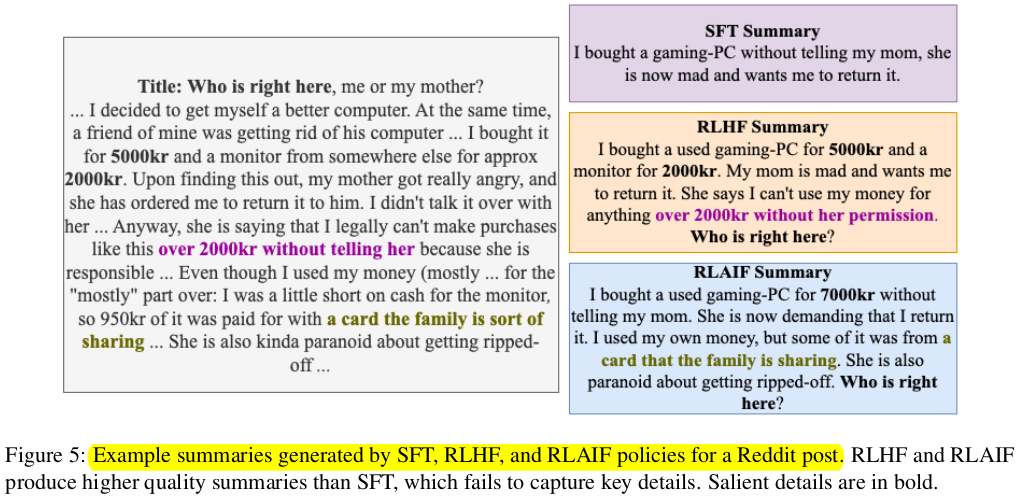 Title: Who is right here, me or my mother?
... I decided to get myself a better computer. At the same time,
a friend of mine was getting rid of his computer ... I bought it
for 5000kr and a monitor from somewhere else for approx
2000kr. Upon finding this out, my mother got really angry, and
she has ordered me to return it to him. I didn't talk it over with
her ... Anyway, she is saying that I legally can't make purchases
like this over 2000kr without telling her because she is
responsible ... Even though I used my money (mostly ... for the
"mostly" part over: I was a little short on cash for the monitor,
so 950kr of it was paid for with a card the family is sort of
sharing ... She is also kinda paranoid about getting ripped-
off ...
SFT Summary
I bought a gaming-PC without telling my mom, she
is now mad and wants me to return it.
RLHF Summary
I bought a used gaming-PC for 5000kr and a
monitor for 2000kr. My mom is mad and wants me
to return it. She says I can't use my money for
anything over 2000kr without her permission.
Who is right here?
RLAIF Summary
I bought a used gaming-PC for 7000kr without
telling my mom. She is now demanding that I return
it. I used my own money, but some of it was from a
card that the family is sharing. She is also
paranoid about getting ripped-off. Who is right
here?
Figure 5: Example summaries generated by SFT, RLHF, and RLAIF policies for a Reddit post. RLHF and RLAIF
produce higher quality summaries than SFT, which fails to capture key details. Salient details are in bold.